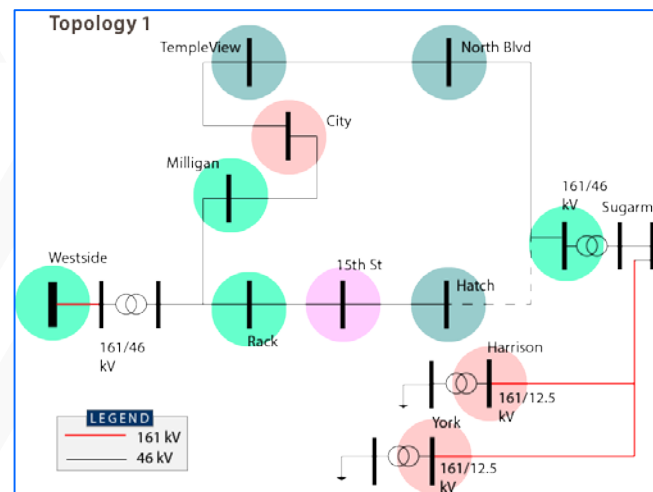 Topology 1
TempleView
North Blvd
City
Milligan
161/46
kV
Sugarm
Westside
15th St
Hatch
Rack
161/46
kV
Harrison
161/12.5
kV
York
161/12.5
kV
LEGEND
161 kV
46 kV